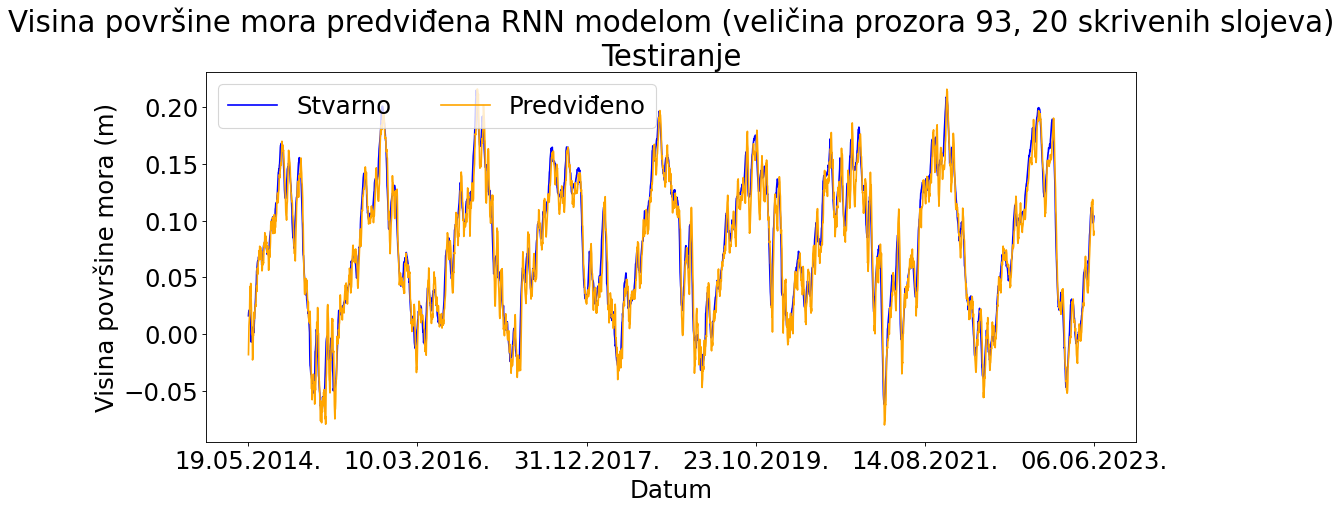 Visina površine mora predviđena RNN modelom (veličina prozora 93, 20 skrivenih slojeva)
Testiranje
Stvarno Predviđeno
Visina površine mora (m)
0.20
0.15
0.10
0.05
0.00
−0.05
19.05.2014. 10.03.2016. 31.12.2017. 23.10.2019. 14.08.2021. 06.06.2023.
Datum